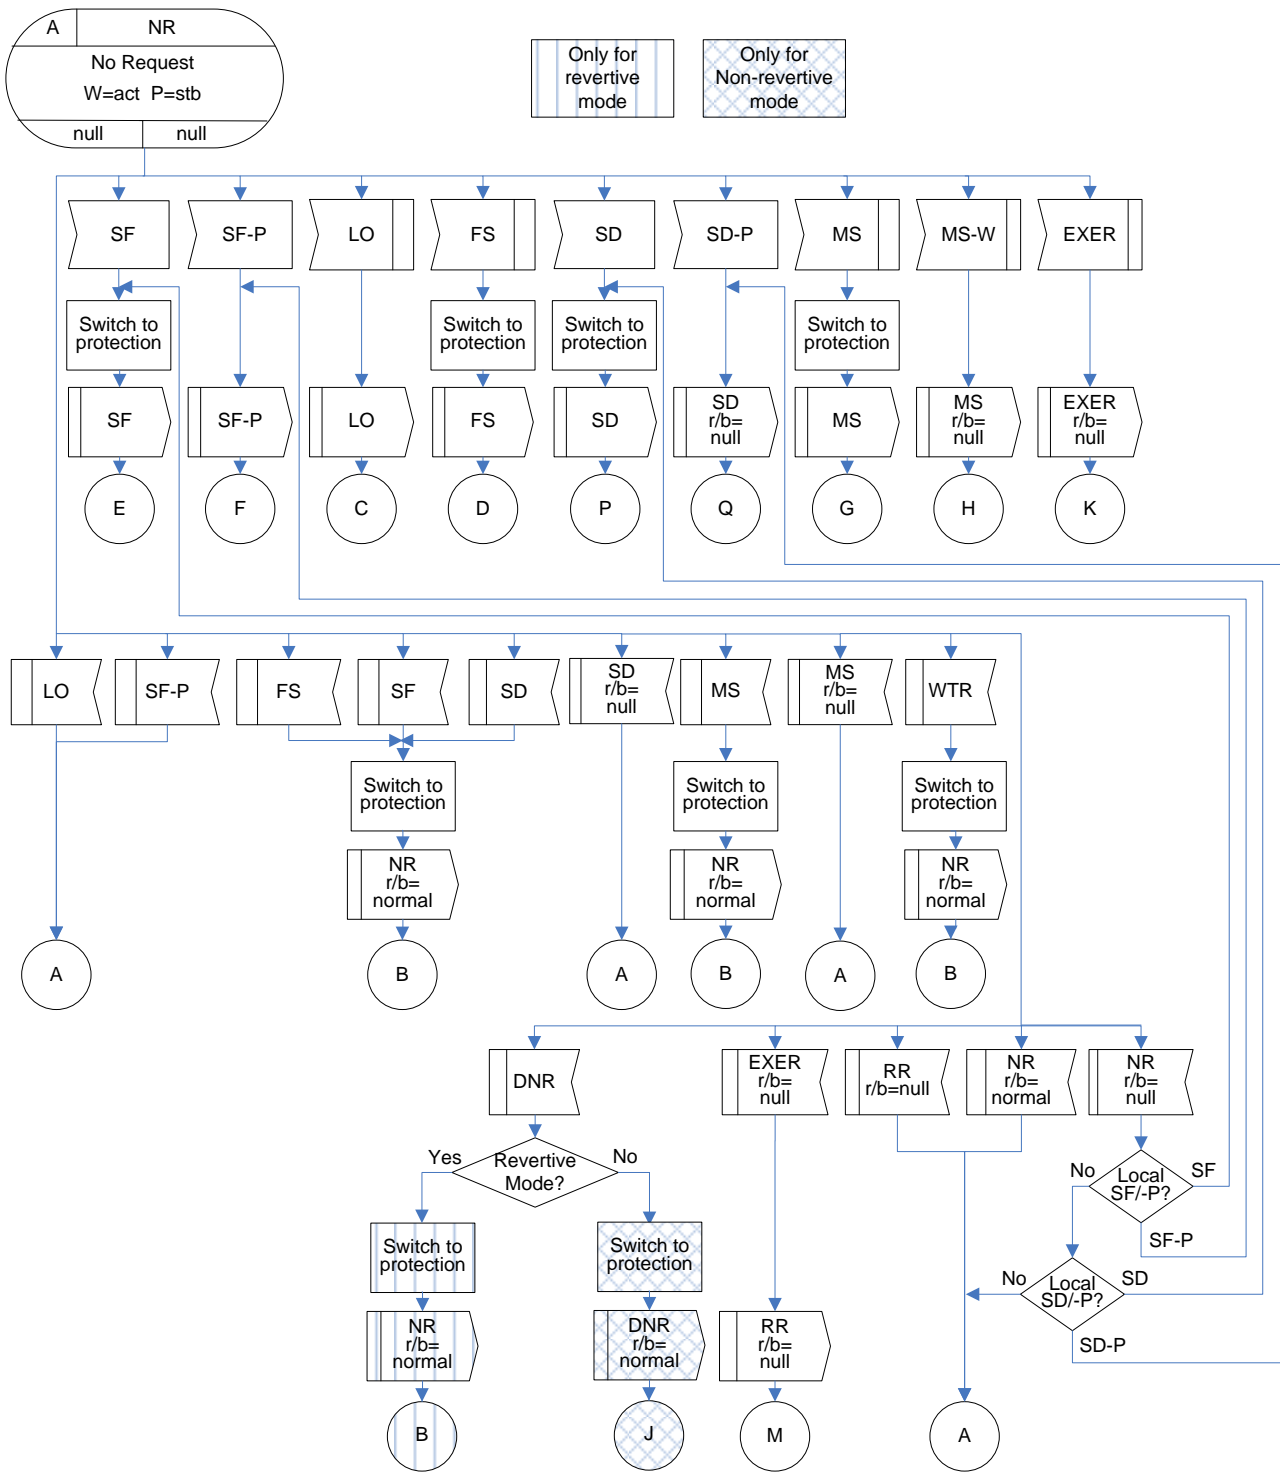 A NR
No Request
W=act P=stb
null null
Only for
revertive
mode
Only for
Non-revertive
mode
SF SF-P LO FS SD SD-P MS MS-W EXER
Switch to
protection
Switch to
protection
Switch to
protection
Switch to
protection
SF
SF-P
LO
FS
SD
SD
r/b=
null
MS
MS
r/b=
null
EXER
r/b=
null
E F C D P Q G H K
LO
SF-P
FS
SF
SD
SD
r/b=
null
MS
MS
r/b=
null
WTR
Switch to
protection
Switch to
protection
Switch to
protection
NR
r/b=
normal
NR
r/b=
normal
NR
r/b=
normal
A B A B A B
DNR
EXER
r/b=
null
RR
r/b=null
NR
r/b=
normal
NR
r/b=
null
Yes
Revertive
Mode?
No
No
Local
SF/-P?
SF
SF-P
Switch to
protection
Switch to
protection
No
Local
SD/-P?
SD
SD-P
NR
r/b=
normal
DNR
r/b=
normal
RR
r/b=
null
B J M A